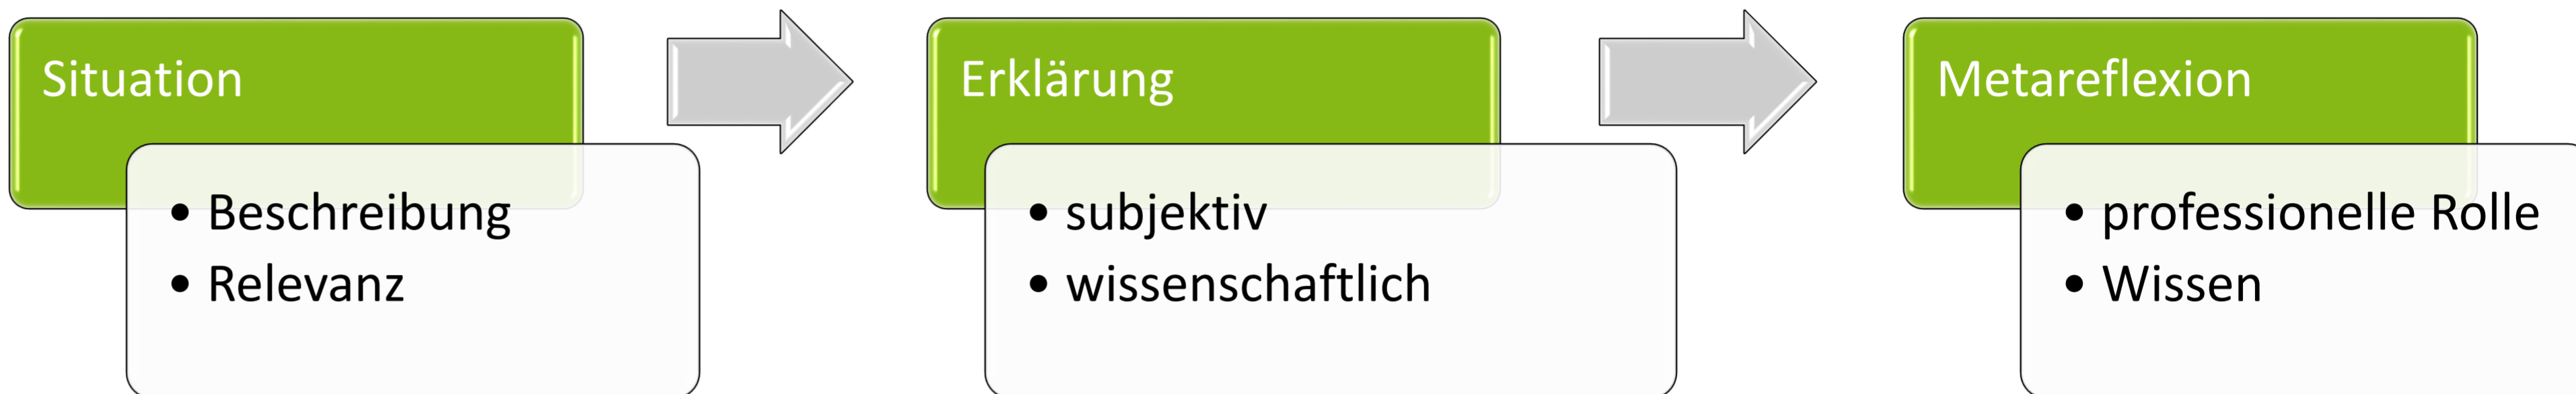 Situation
• Beschreibung
• Relevanz
Erklärung
• subjektiv
• wissenschaftlich
Metareflexion
• professionelle Rolle
• Wissen